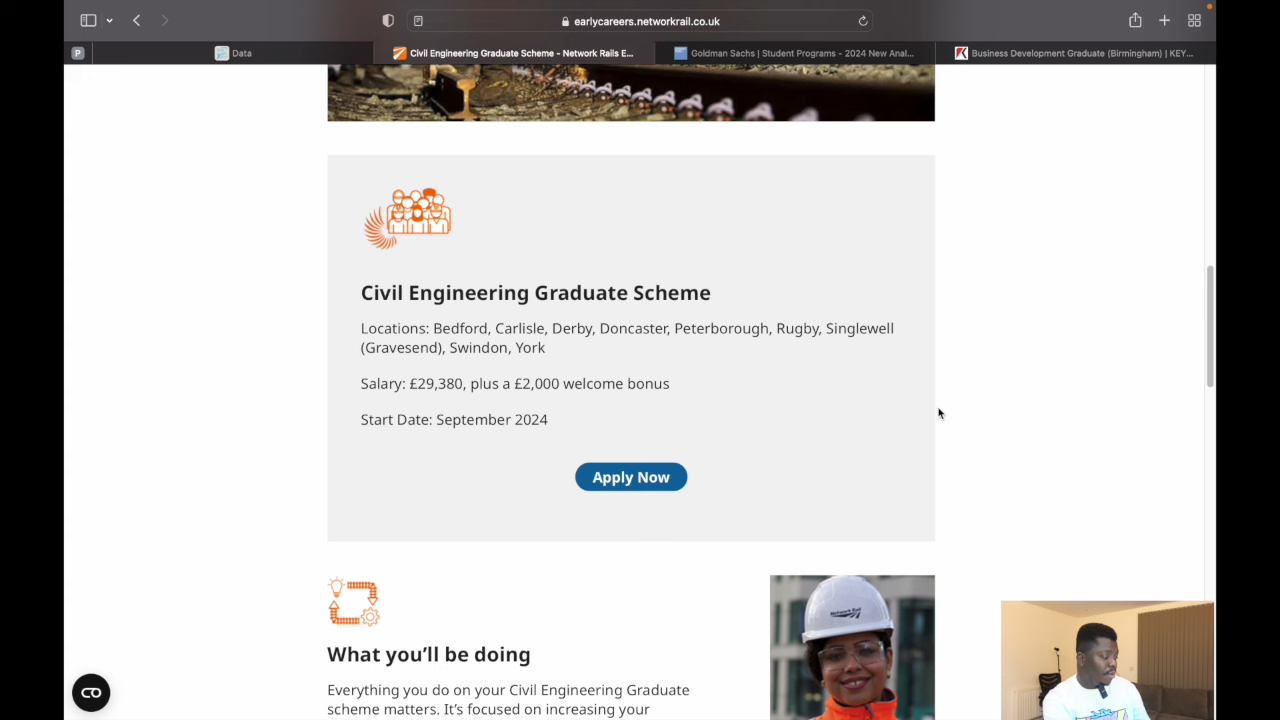 earlycareers.networkrail.co.uk
P
Data
Civil Engineering Graduate Scheme - Network Rails E...
Goldman Sachs | Student Programs - 2024 New Anal...
Business Development Graduate (Birmingham) | KEY...
Civil Engineering Graduate Scheme
Locations: Bedford, Carlisle, Derby, Doncaster, Peterborough, Rugby, Singlewell
(Gravesend), Swindon, York
Salary: £29,380, plus a £2,000 welcome bonus
Start Date: September 2024
Apply Now
What you’ll be doing
Everything you do on your Civil Engineering Graduate
scheme matters. It’s focused on increasing your
NetworkRail